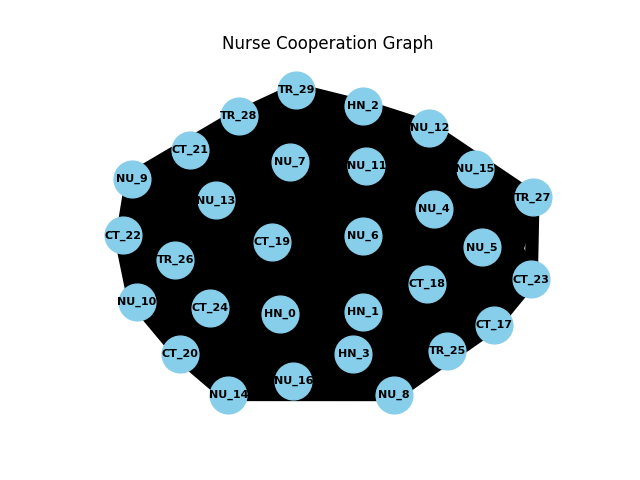 Nurse Cooperation Graph
TR_29
HN_2
TR_28
NU_12
CT_21
NU_7
NU_11
NU_15
NU_9
TR_27
NU_13
NU_4
CT_22
NU_6
CT_19
NU_5
TR_26
CT_23
CT_18
NU_10
CT_24
HN_1
HN_0
CT_17
TR_25
CT_20
HN_3
NU_16
NU_14
NU_8